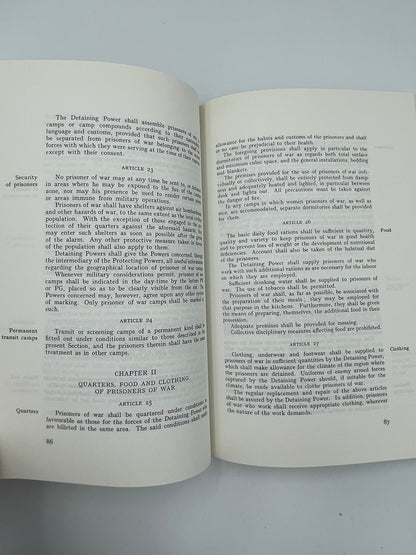 The Detaining Power shall assemble prisoners of
camps or camp compounds according to their
language and customs, provided that such prisoners
be separated from prisoners of war belonging to the
forces with which they were serving at the time of their
except with their consent.
ARTICLE 23
Security
of prisoners
No prisoner of war may at any time be sent to, or
in areas where he may be exposed to the fire of the
zone, nor may his presence be used to render certain
or areas immune from military operations.
Prisoners of war shall have shelters against air bombardment
and other hazards of war, to the same extent as the local
population. With the exception of those engaged in the
tection of their quarters against the aforesaid hazards,
may enter such shelters as soon as possible after the
of the alarm. Any other protective measure taken in favour
of the population shall also apply to them.
Detaining Powers shall give the Powers concerned, through
the intermediary of the Protecting Powers, all useful information
regarding the geographical location of prisoner of war camps.
Whenever military considerations permit, prisoner of
camps shall be indicated in the day-time by the letters PW
or PG, placed so as to be clearly visible from the air. The
Powers concerned may, however, agree upon any other
of marking. Only prisoner of war camps shall be marked
such.
ARTICLE 24
Permanent
transit camps
Transit or screening camps of a permanent kind shall be
fitted out under conditions similar to those described in the
present Section, and the prisoners therein shall have the
treatment as in other camps.
CHAPTER II
QUARTERS, FOOD AND CLOTHING
OF PRISONERS OF WAR
ARTICLE 25
Quarters
Prisoners of war shall be quartered under conditions as
favourable as those for the forces of the Detaining Power who
are billeted in the same area. The said conditions shall make
86
allowance for the habits and customs of the prisoners and shall
in no case be prejudicial to their health.
The foregoing provisions shall apply in particular to the
dormitories of prisoners of war as regards both total surface
and minimum cubic space, and the general installations, bedding
and blankets.
The premises provided for the use of prisoners of war
individually or collectively, shall be entirely protected from damp-
ness and adequately heated and lighted, in particular between
dusk and lights out. All precautions must be taken against
the danger of fire.
In any camps in which women prisoners of war, as well as
men, are accommodated, separate dormitories shall be provided
for them.
ARTICLE 26
Food
The basic daily food rations shall be sufficient in quantity,
quality and variety to keep prisoners of war in good health
and to prevent loss of weight or the development of nutritional
deficiencies. Account shall also be taken of the habitual diet
of the prisoners.
The Detaining Power shall supply prisoners of war who
work with such additional rations as are necessary for the labour
on which they are employed.
Sufficient drinking water shall be supplied to prisoners of
war. The use of tobacco shall be permitted.
Prisoners of war shall, as far as possible, be associated with
the preparation of their meals; they may be employed for
that purpose in the kitchens. Furthermore, they shall be given
the means of preparing, themselves, the additional food in their
possession.
Adequate premises shall be provided for messing.
Collective disciplinary measures affecting food are prohibited.
ARTICLE 27
Clothing
Clothing, underwear and footwear shall be supplied to
prisoners of war in sufficient quantities by the Detaining Power,
which shall make allowance for the climate of the region where
the prisoners are detained. Uniforms of enemy armed forces
captured by the Detaining Power should, if suitable for the
climate, be made available to clothe prisoners of war.
The regular replacement and repair of the above articles
shall be assured by the Detaining Power. In addition, prisoners
of war who work shall receive appropriate clothing, wherever
the nature of the work demands.
87